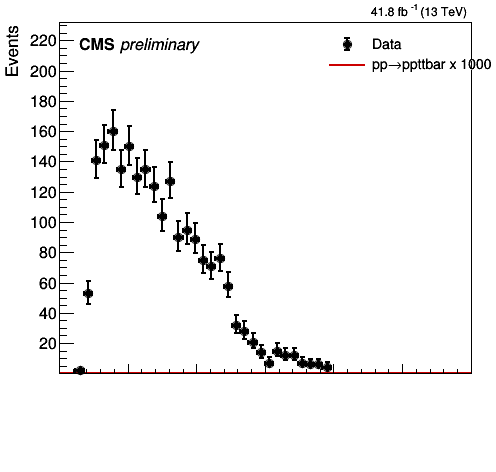 41.8 fb⁻¹ (13 TeV)
Events
CMS preliminary
Data
pp→ppttbar x 1000
220
200
180
160
140
120
100
80
60
40
20